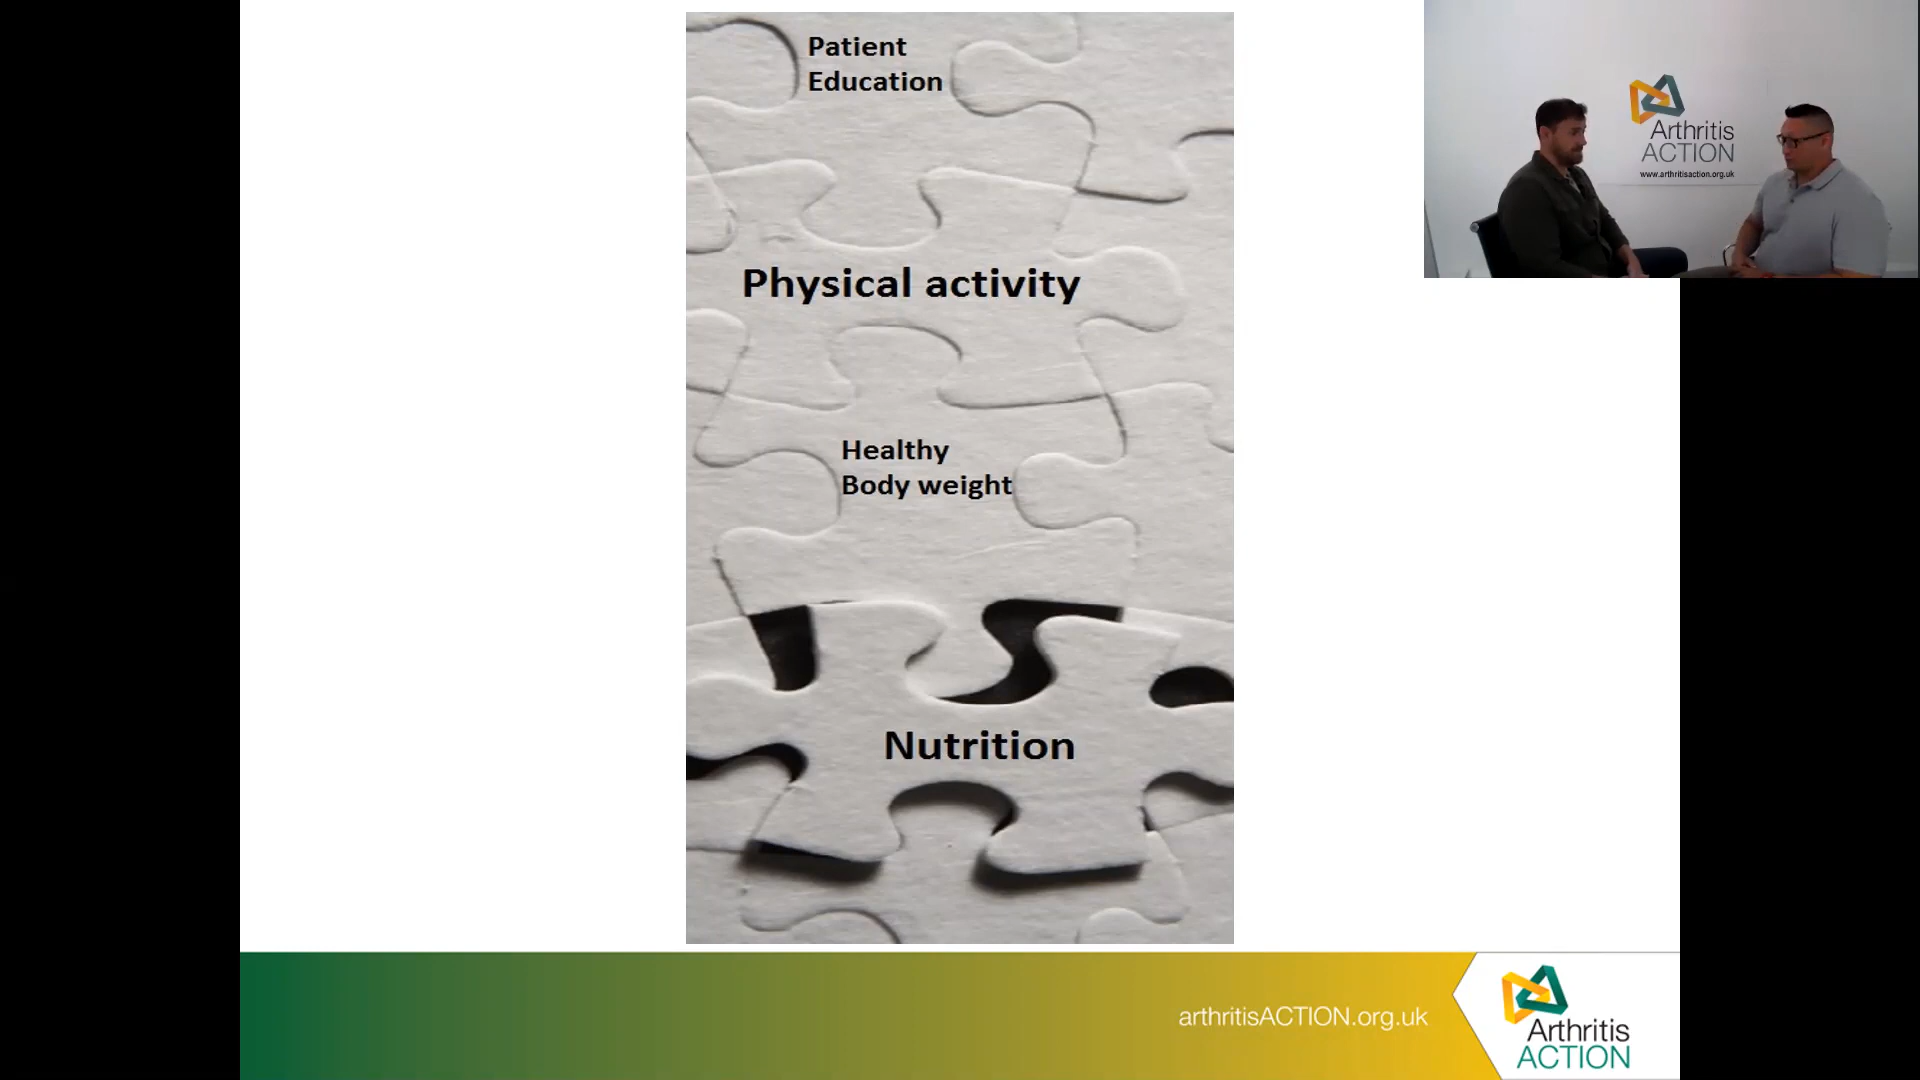 Patient
Education
Physical activity
Healthy
Body weight
Nutrition
Arthritis
ACTION
www.arthritisaction.org.uk
arthritisACTION.org.uk
Arthritis
ACTION